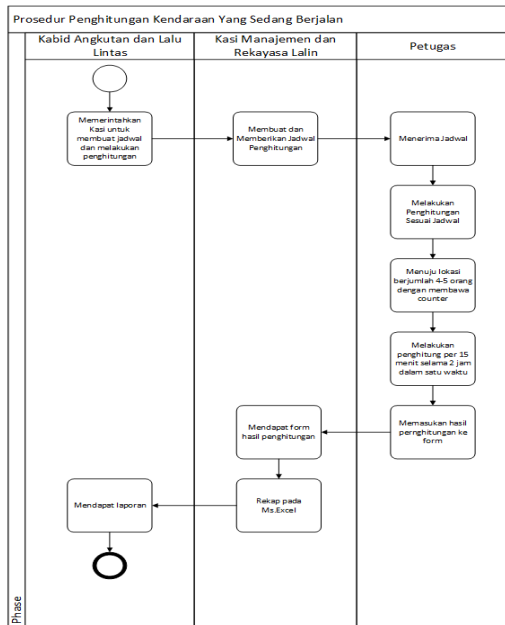 Prosedur Penghitungan Kendaraan Yang Sedang Berjalan
Kabid Angkutan dan Lalu
Lintas
Kasi Manajemen dan
Rekayasa Lalin
Petugas
Memerintahkan
Kasi untuk
membuat jadwal
dan melakukan
penghitungan
Membuat dan
Memberikan Jadwal
Penghitungan
Menerima Jadwal
Melakukan
Penghitungan
Sesuai Jadwal
Menuju lokasi
berjumlah 4-5 orang
dengan membawa
counter
Melakukan
penghitung per 15
menit selama 2 jam
dalam satu waktu
Memasukan hasil
pernghitungan ke
form
Mendapat form
hasil penghitungan
Rekap pada
Ms.Excel
Mendapat laporan
Phase